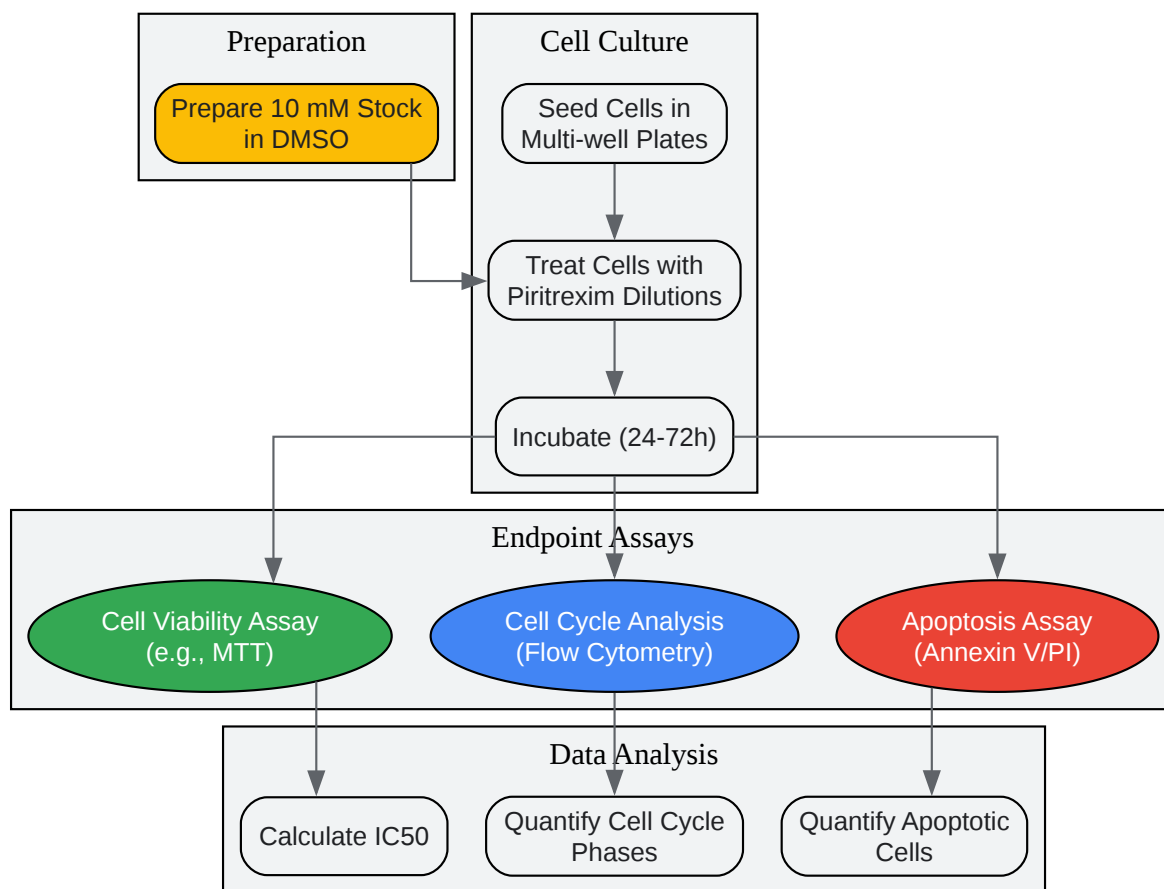 Preparation
Cell Culture
Prepare 10 mM Stock
in DMSO
Seed Cells in
Multi-well Plates
Treat Cells with
Piritrexim Dilutions
Incubate (24-72h)
Endpoint Assays
Cell Viability Assay
(e.g., MTT)
Cell Cycle Analysis
(Flow Cytometry)
Apoptosis Assay
(Annexin V/PI)
Data Analysis
Calculate IC50
Quantify Cell Cycle
Phases
Quantify Apoptotic
Cells